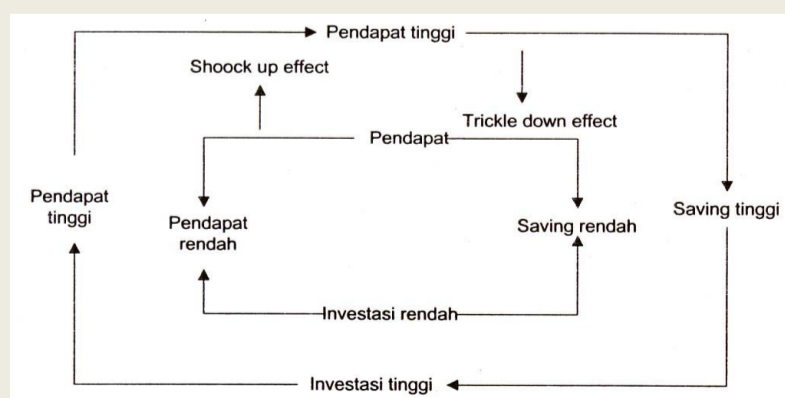 Pendapat tinggi
Shoock up effect
Trickle down effect
Pendapat
Pendapat
tinggi
Pendapat
rendah
Saving rendah
Saving tinggi
Investasi rendah
Investasi tinggi